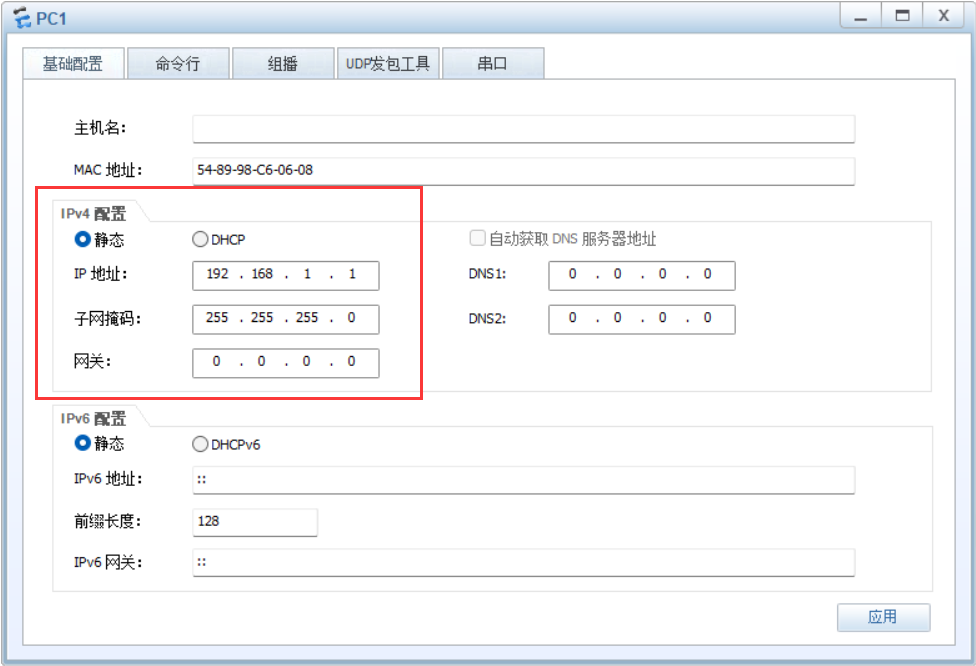 PC1
基础配置 命令行 组播 UDP发包工具 串口
主机名:
MAC 地址: 54-89-98-C6-06-08
IPv4 配置
静态 DHCP 自动获取 DNS 服务器地址
IP 地址: 192 . 168 . 1 . 1 DNS1: 0 . 0 . 0 . 0
子网掩码: 255 . 255 . 255 . 0 DNS2: 0 . 0 . 0 . 0
网关: 0 . 0 . 0 . 0
IPv6 配置
静态 DHCPv6
IPv6 地址: ::
前缀长度: 128
IPv6 网关: ::
应用